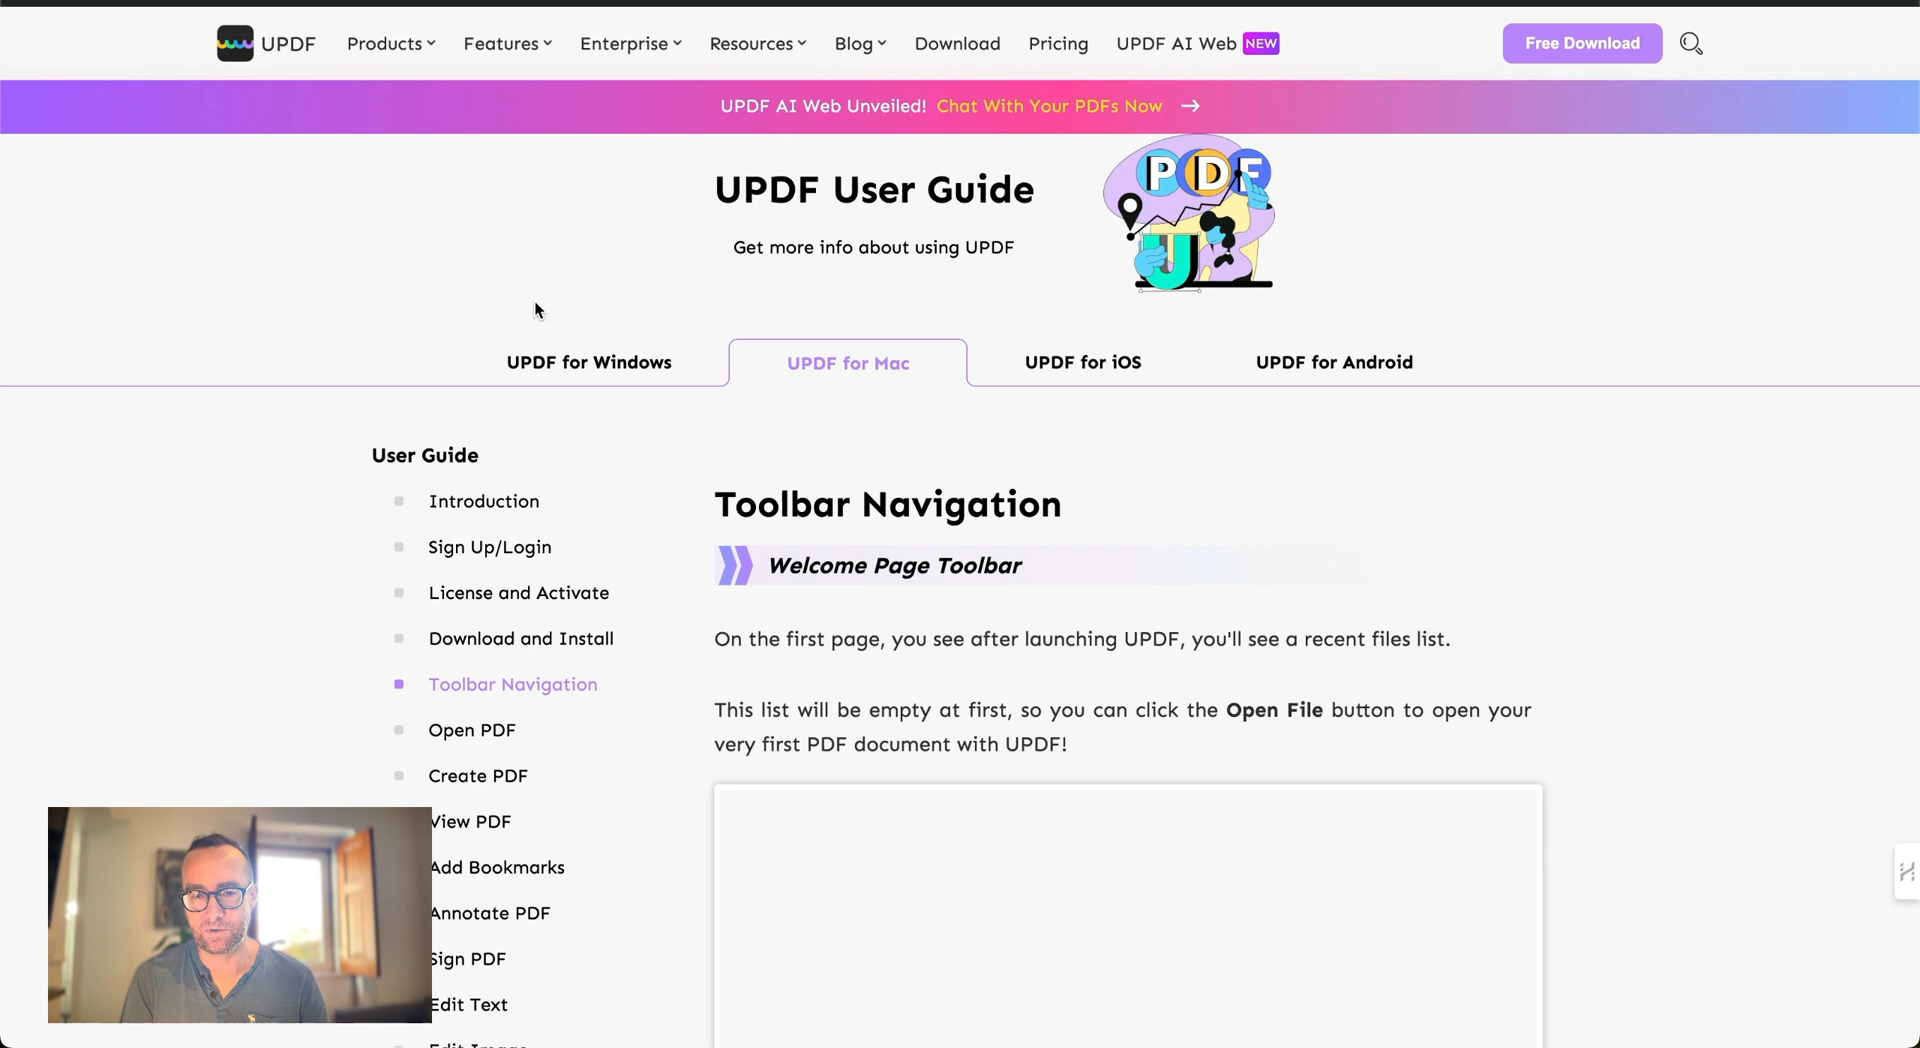 UPDF Products Features Enterprise Resources Blog Download Pricing UPDF AI Web NEW Free Download
UPDF AI Web Unveiled! Chat With Your PDFs Now →
UPDF User Guide
PDF
U
Get more info about using UPDF
UPDF for Windows UPDF for Mac UPDF for iOS UPDF for Android
User Guide
Introduction
Sign Up/Login
License and Activate
Download and Install
Toolbar Navigation
Open PDF
Create PDF
View PDF
Add Bookmarks
Annotate PDF
Sign PDF
Edit Text
Toolbar Navigation
Welcome Page Toolbar
On the first page, you see after launching UPDF, you'll see a recent files list.
This list will be empty at first, so you can click the Open File button to open your
very first PDF document with UPDF!